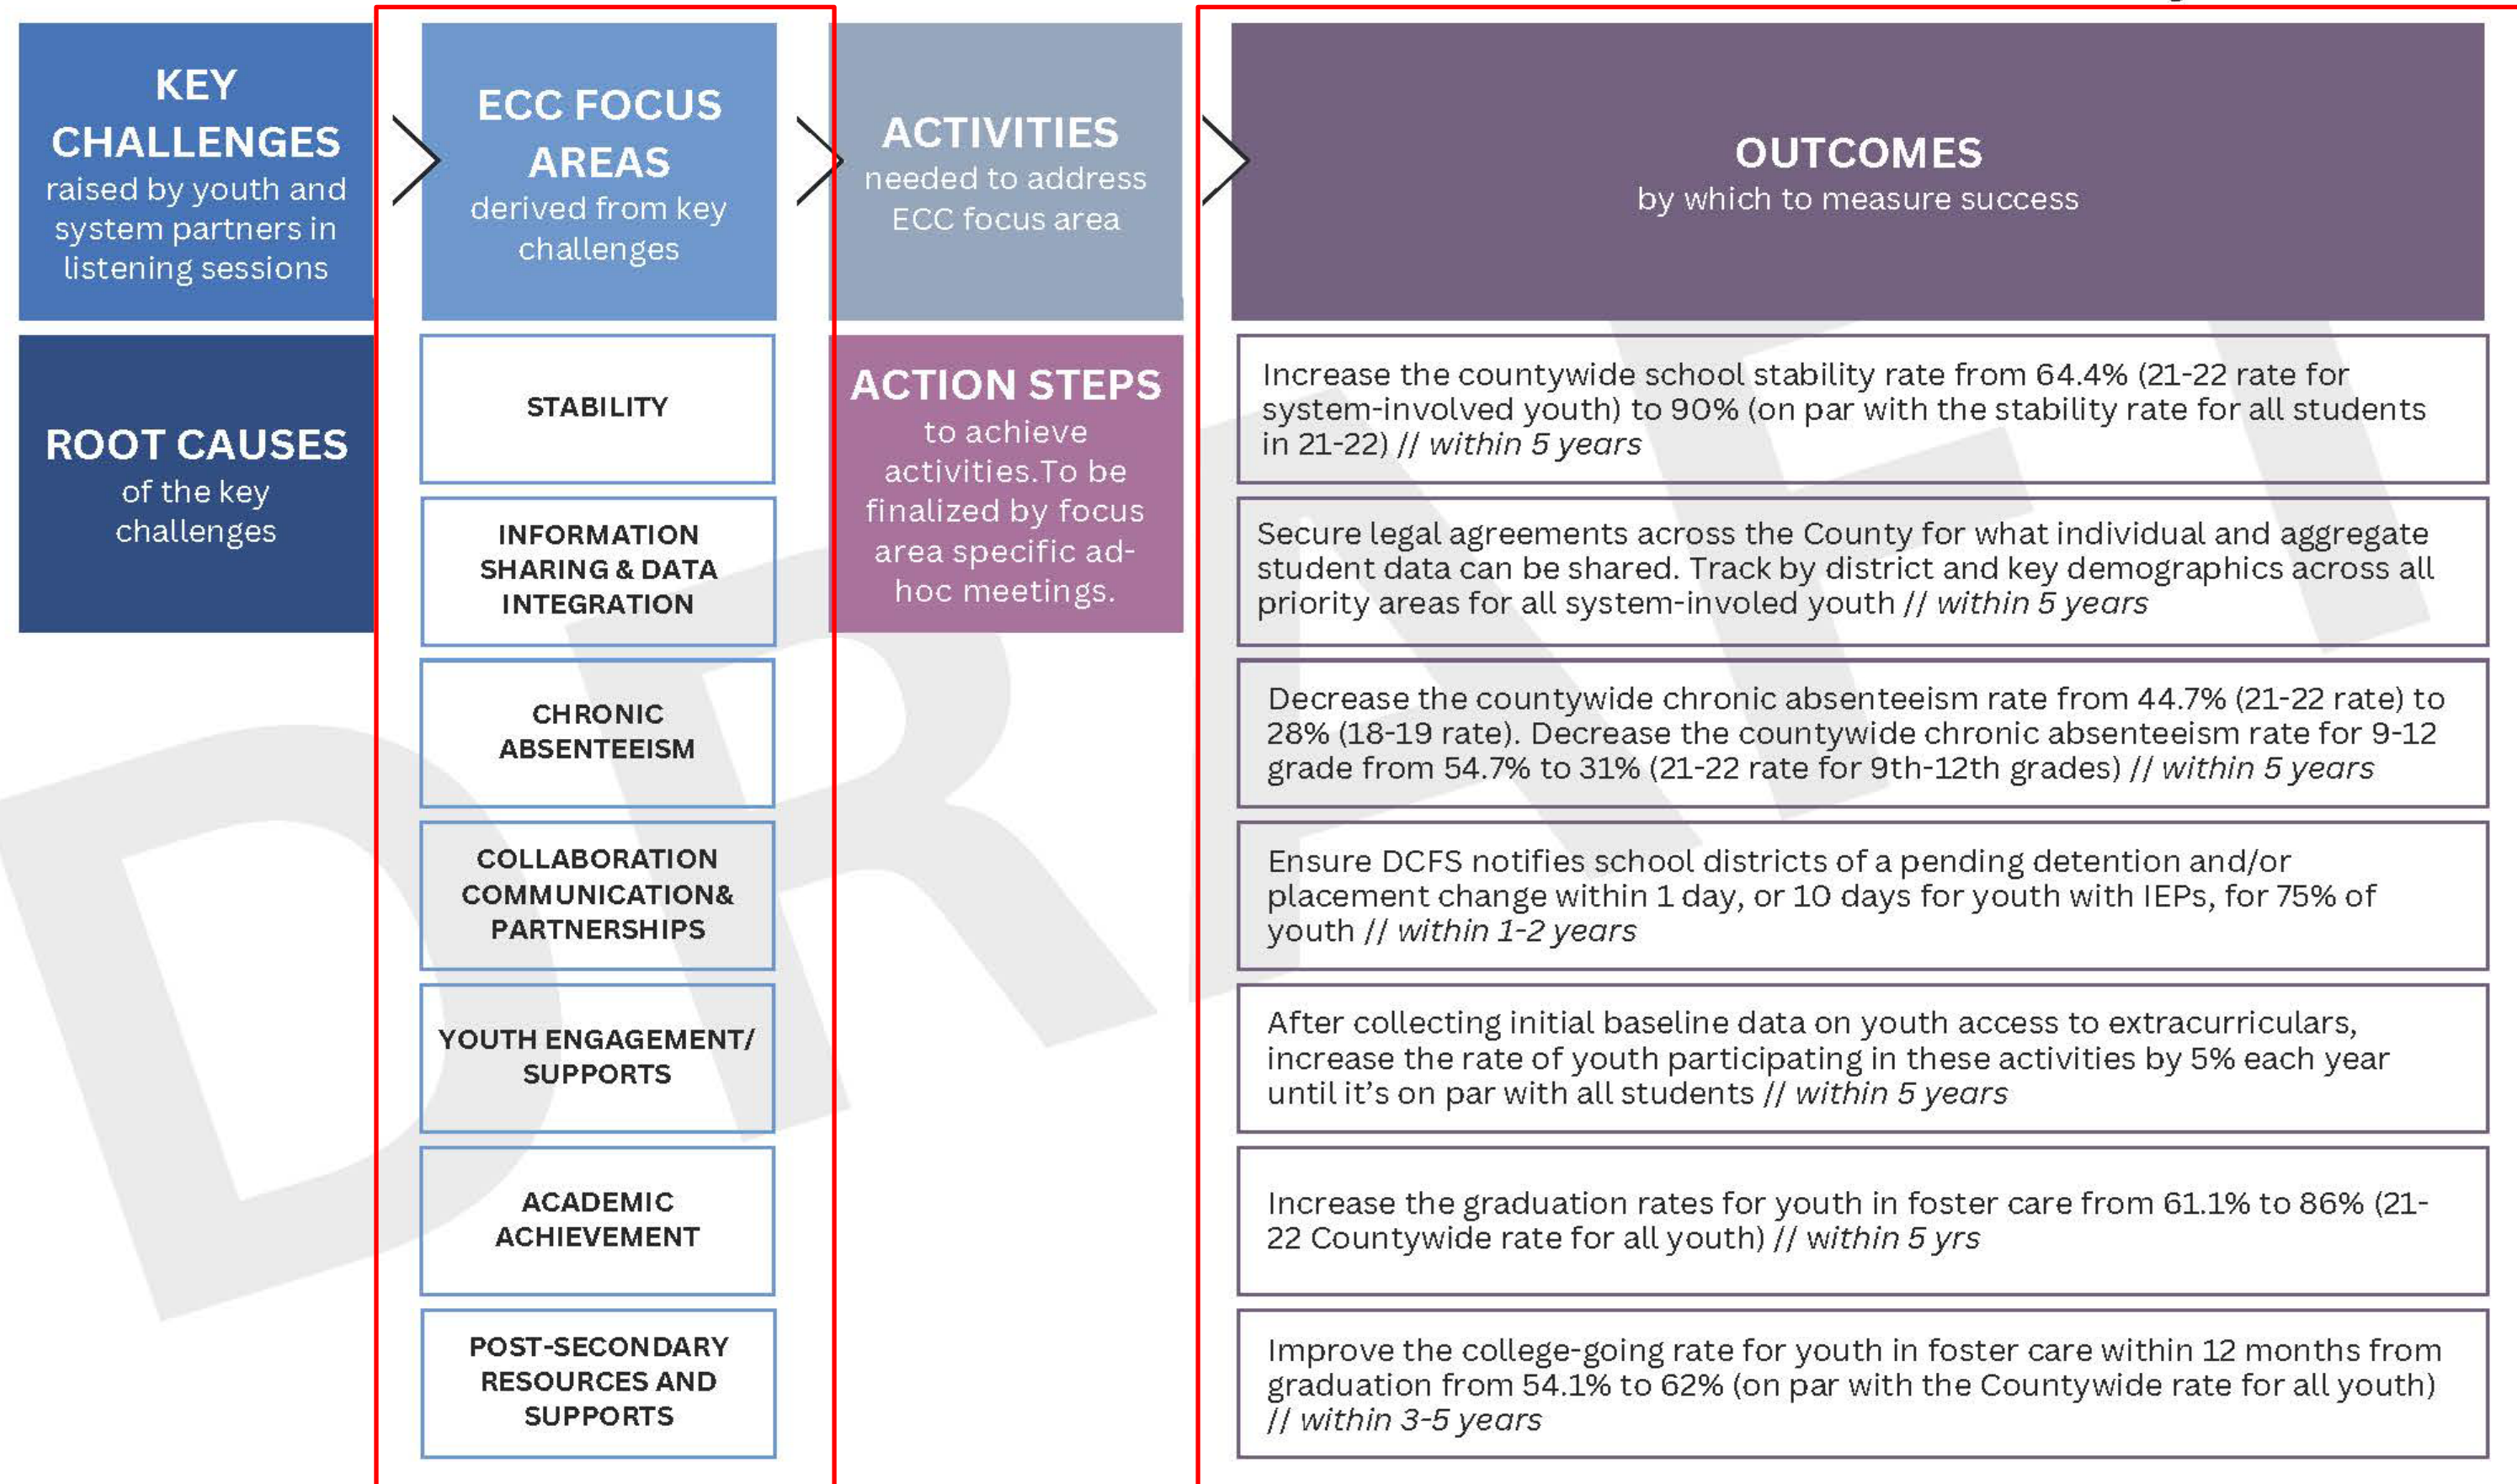 KEY
CHALLENGES
raised by youth and
system partners in
listening sessions
ROOT CAUSES
of the key
challenges
ECC FOCUS
AREAS
derived from key
challenges
ACTIVITIES
needed to address
ECC focus area
ACTION STEPS
to achieve
activities.To be
finalized by focus
area specific ad-
hoc meetings.
OUTCOMES
by which to measure success
STABILITY
Increase the countywide school stability rate from 64.4% (21-22 rate for
system-involved youth) to 90% (on par with the stability rate for all students
in 21-22) // within 5 years
INFORMATION
SHARING & DATA
INTEGRATION
Secure legal agreements across the County for what individual and aggregate
student data can be shared. Track by district and key demographics across all
priority areas for all system-involed youth // within 5 years
CHRONIC
ABSENTEEISM
Decrease the countywide chronic absenteeism rate from 44.7% (21-22 rate) to
28% (18-19 rate). Decrease the countywide chronic absenteeism rate for 9-12
grade from 54.7% to 31% (21-22 rate for 9th-12th grades) // within 5 years
COLLABORATION
COMMUNICATION&
PARTNERSHIPS
Ensure DCFS notifies school districts of a pending detention and/or
placement change within 1 day, or 10 days for youth with IEPs, for 75% of
youth // within 1-2 years
YOUTH ENGAGEMENT/
SUPPORTS
After collecting initial baseline data on youth access to extracurriculars,
increase the rate of youth participating in these activities by 5% each year
until it's on par with all students // within 5 years
ACADEMIC
ACHIEVEMENT
Increase the graduation rates for youth in foster care from 61.1% to 86% (21-
22 Countywide rate for all youth) // within 5 yrs
POST-SECONDARY
RESOURCES AND
SUPPORTS
Improve the college-going rate for youth in foster care within 12 months from
graduation from 54.1% to 62% (on par with the Countywide rate for all youth)
// within 3-5 years
DRAFT